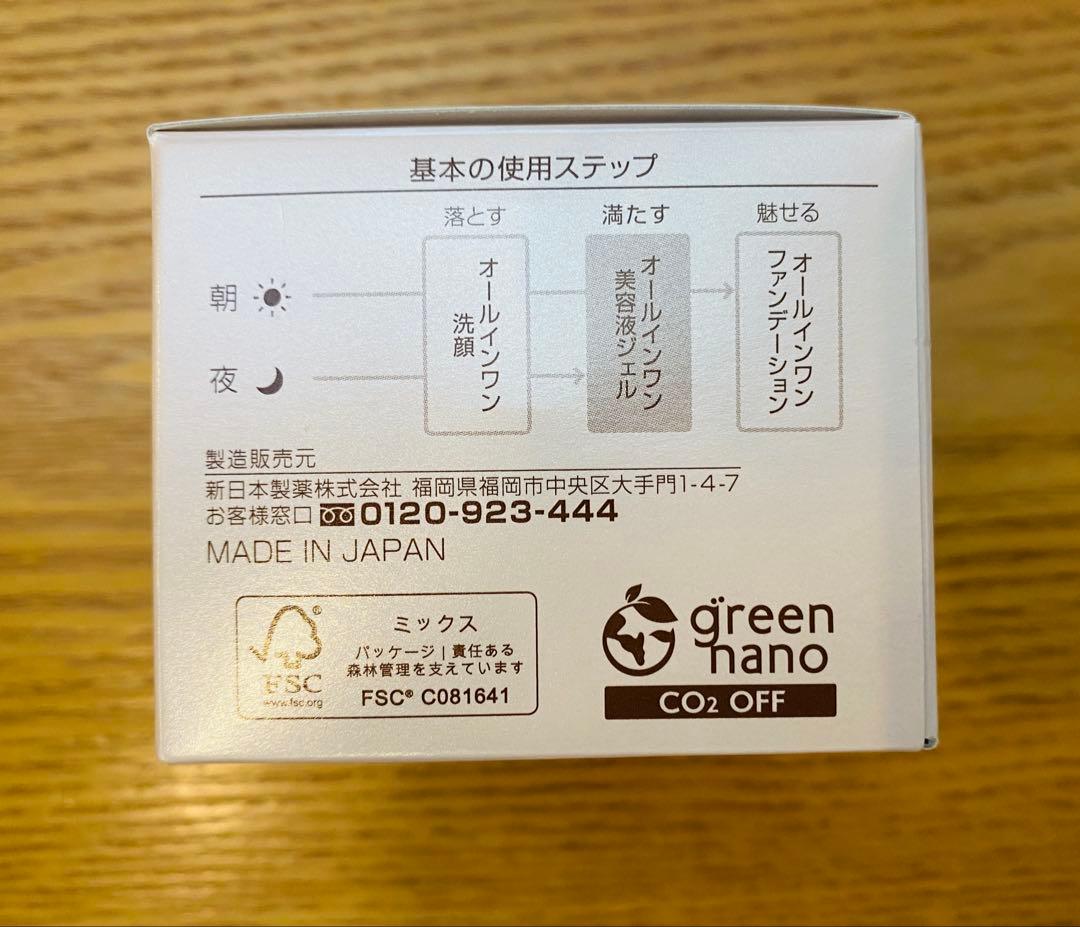 基本の使用ステップ
落とす
満たす
魅せる
朝
夜
オールインワン
洗顔
オールインワン
美容液ジェル
オールインワン
ファンデーション
製造販売元
新日本製薬株式会社 福岡県福岡市中央区大手門1-4-7
お客様窓口 0120-923-444
MADE IN JAPAN
®
FSC
www.fsc.org
ミックス
パッケージ | 責任ある
森林管理を支えています
FSC® C081641
green
nano
CO2 OFF